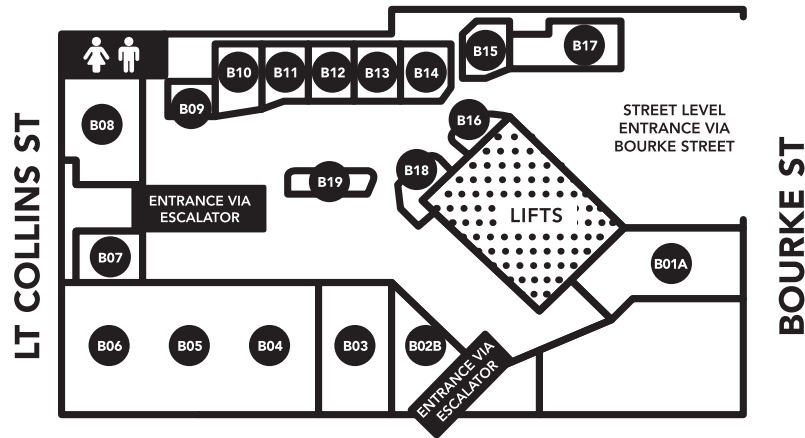 B15
B17
B10
B11
B12
B13
B14
B09
B08
B16
STREET LEVEL
ENTRANCE VIA
BOURKE STREET
B18
B19
LT COLLINS ST
ENTRANCE VIA
ESCALATOR
LIFTS
BOURKE ST
B07
B01A
B06
B05
B04
B03
B02B
ENTRANCE VIA
ESCALATOR